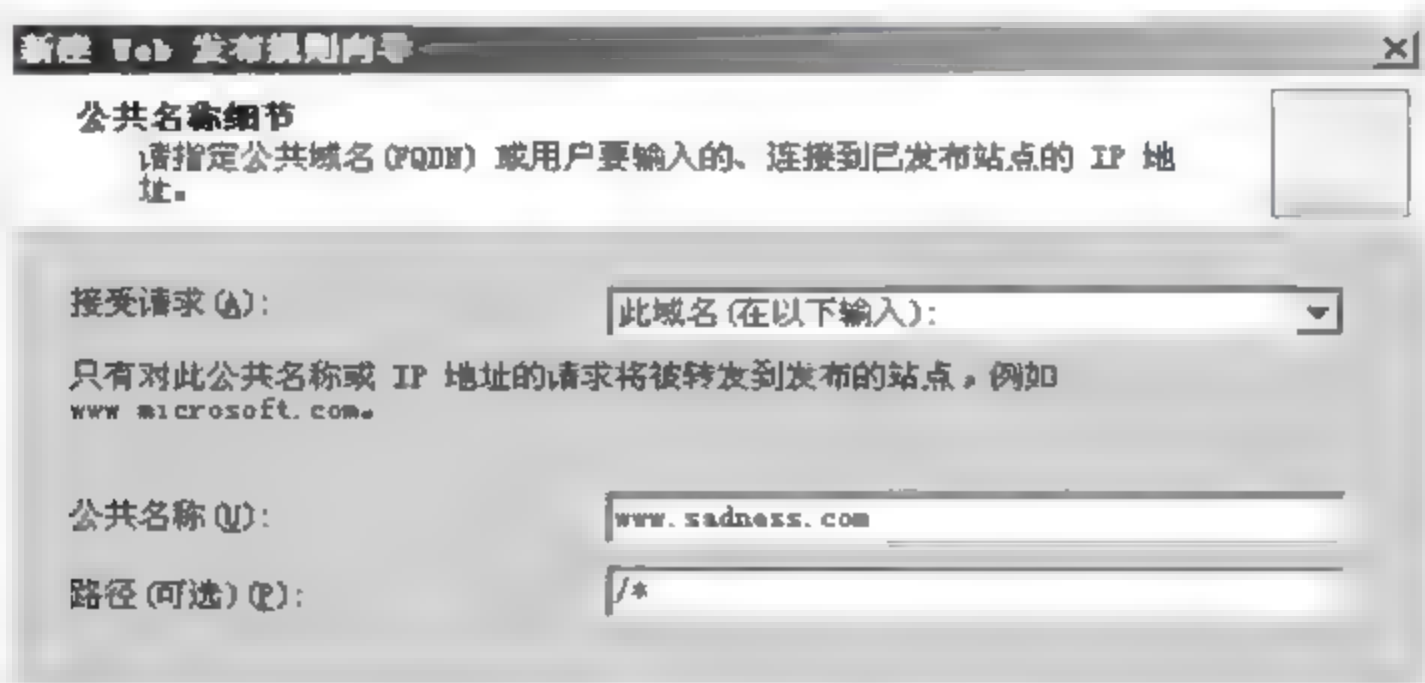 新建 Web 发布规则向导
公共名称细节
请指定公共域名(FQDN) 或用户要输入的、连接到已发布站点的 IP 地
址。
接受请求(A):
此域名(在以下输入):
只有对此公共名称或 IP 地址的请求将被转发到发布的站点。例如
www microsoft.com。
公共名称(U):
www.sadness.com
路径(可选)(P):
/*